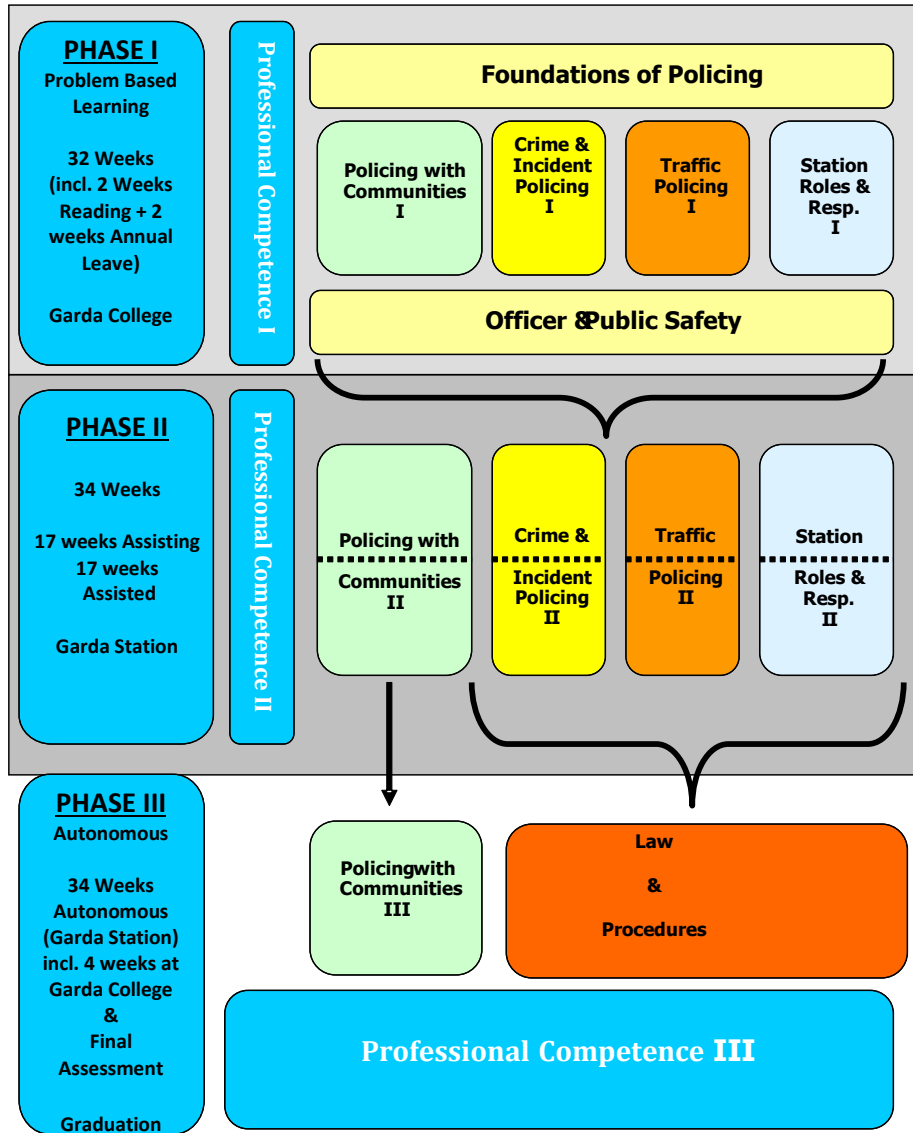 PHASE I
Problem Based
Learning
32 Weeks
(incl. 2 Weeks
Reading + 2
weeks Annual
Leave)
Garda College
Professional Competence I
Foundations of Policing
Policing with
Communities
I
Crime &
Incident
Policing
I
Traffic
Policing
I
Station
Roles &
Resp.
I
Officer &Public Safety
PHASE II
34 Weeks
17 weeks Assisting
17 weeks
Assisted
Garda Station
Professional Competence II
Policing with
Communities
II
Crime &
Incident
Policing
II
Traffic
Policing
II
Station
Roles &
Resp.
II
PHASE III
Autonomous
34 Weeks
Autonomous
(Garda Station)
incl. 4 weeks at
Garda College
&
Final
Assessment
Graduation
Policingwith
Communities
III
Law
&
Procedures
Professional Competence III